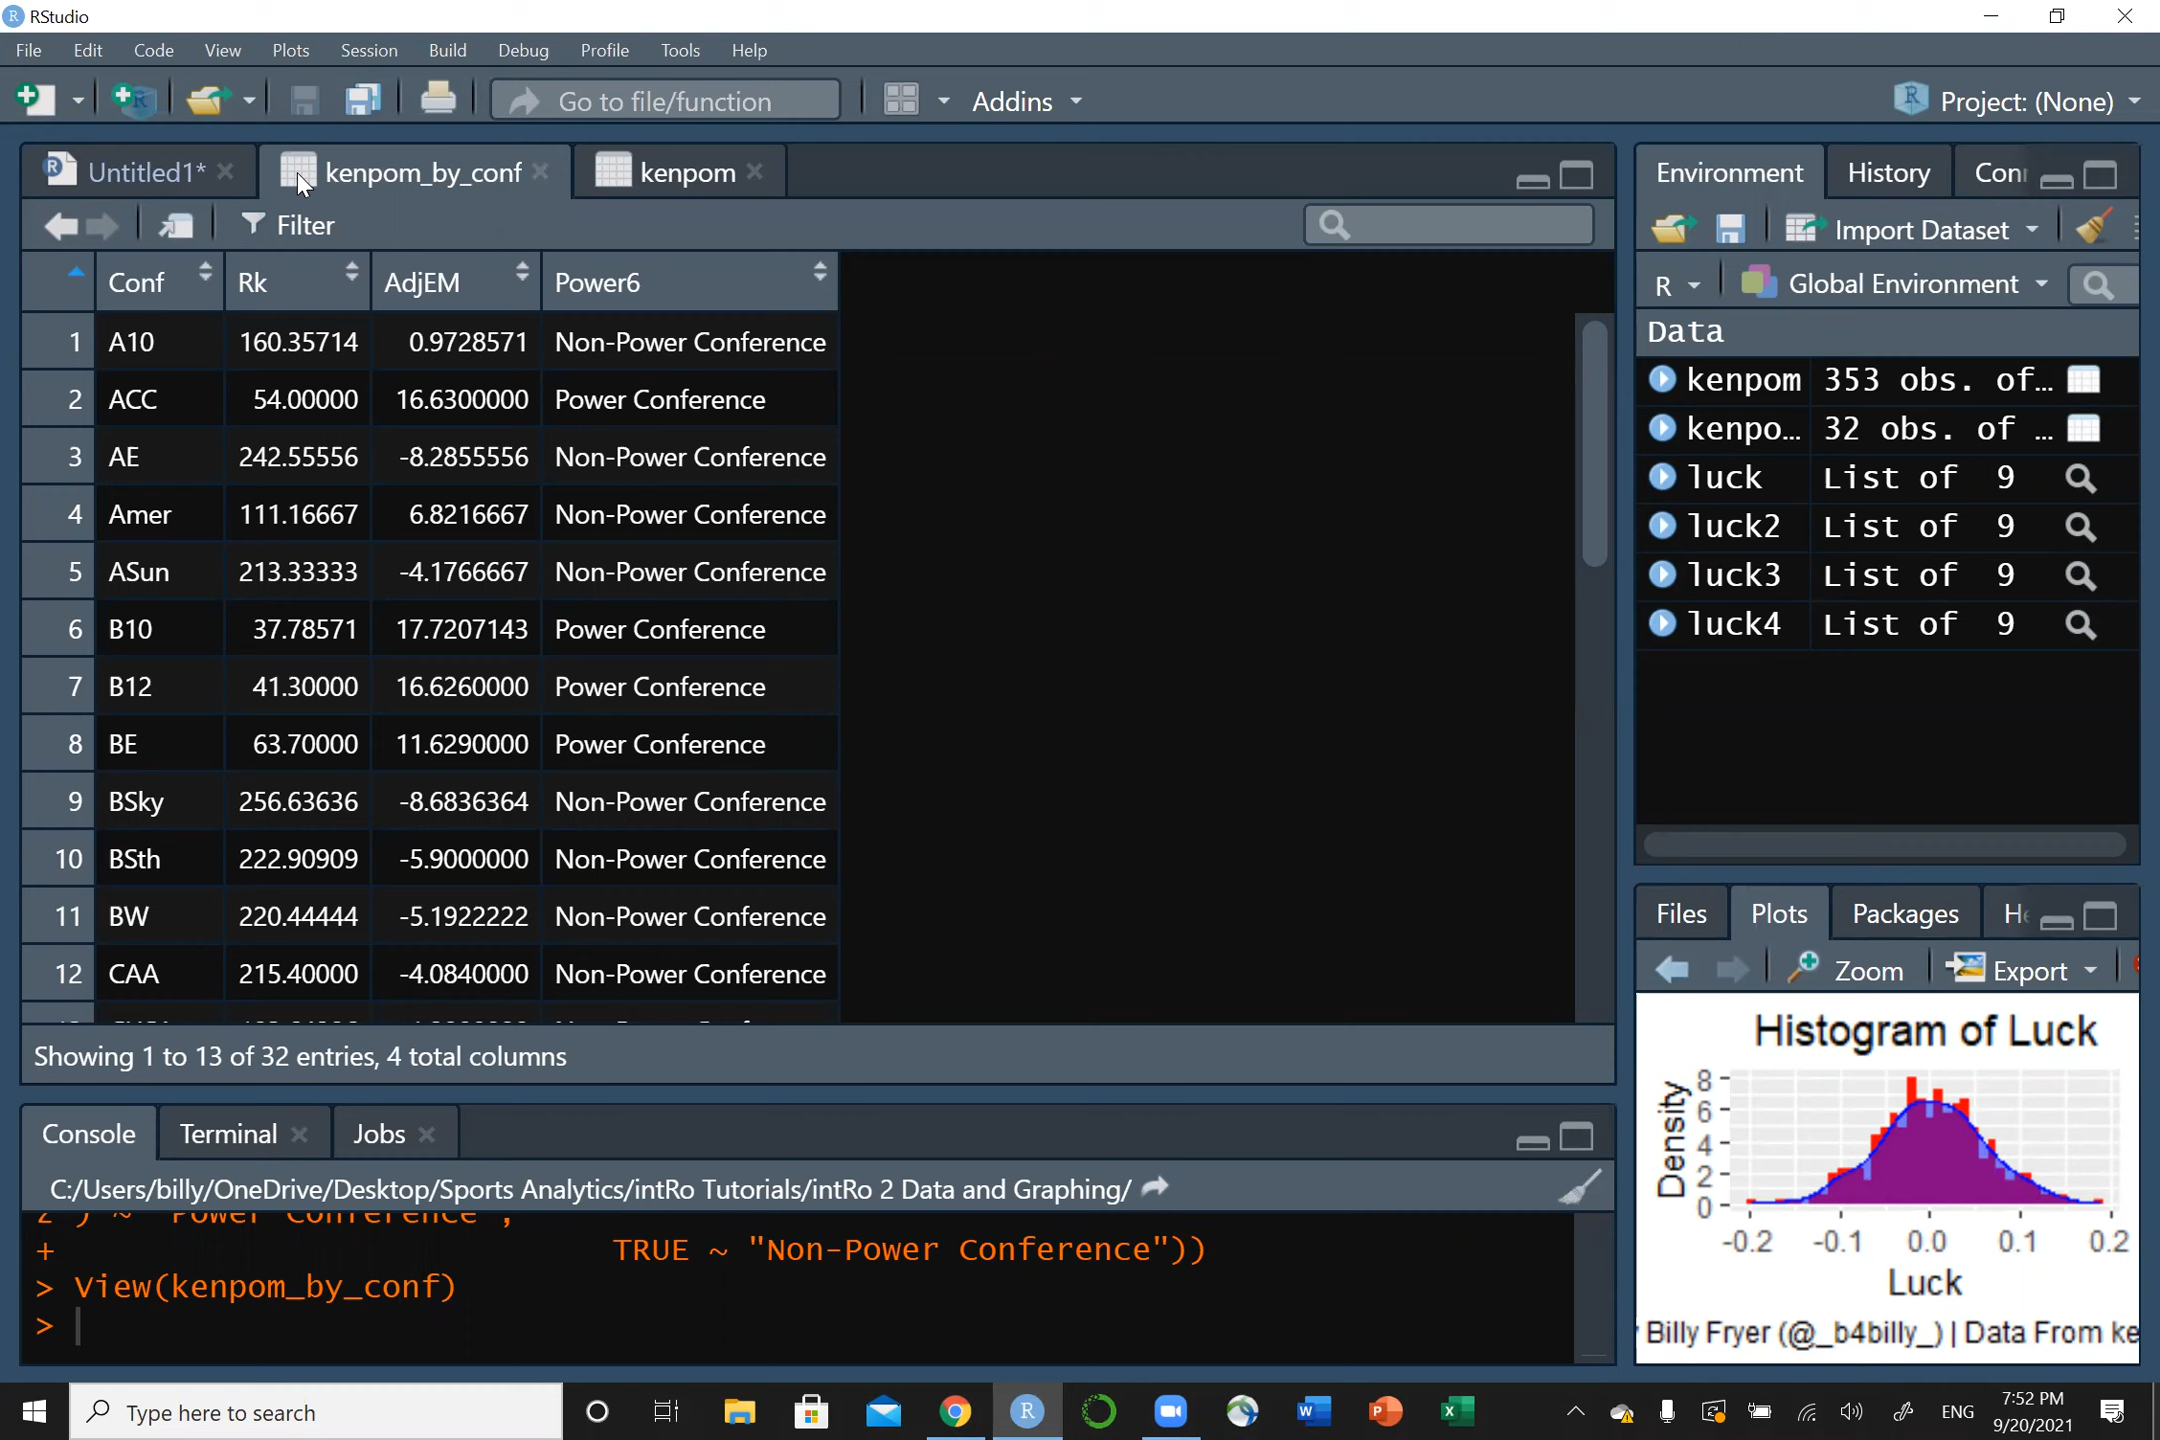 RStudio
File Edit Code View Plots Session Build Debug Profile Tools Help
Go to file/function Addins Project: (None)
Untitled1* kenpom_by_conf kenpom
Filter
Conf Rk AdjEM Power6
1 A10 160.35714 0.9728571 Non-Power Conference
2 ACC 54.00000 16.6300000 Power Conference
3 AE 242.55556 -8.2855556 Non-Power Conference
4 Amer 111.16667 6.8216667 Non-Power Conference
5 ASun 213.33333 -4.1766667 Non-Power Conference
6 B10 37.78571 17.7207143 Power Conference
7 B12 41.30000 16.6260000 Power Conference
8 BE 63.70000 11.6290000 Power Conference
9 BSky 256.63636 -8.6836364 Non-Power Conference
10 BSth 222.90909 -5.9000000 Non-Power Conference
11 BW 220.44444 -5.1922222 Non-Power Conference
12 CAA 215.40000 -4.0840000 Non-Power Conference
Showing 1 to 13 of 32 entries, 4 total columns
Console Terminal Jobs
C:/Users/billy/OneDrive/Desktop/Sports Analytics/intRo Tutorials/intRo 2 Data and Graphing/
2") ~ "Power Conference",
+ TRUE ~ "Non-Power Conference"))
> View(kenpom_by_conf)
>
Environment History Con
Import Dataset
R Global Environment
Data
kenpom 353 obs. of…
kenpo… 32 obs. of …
luck List of 9
luck2 List of 9
luck3 List of 9
luck4 List of 9
Files Plots Packages He
Zoom Export
Histogram of Luck
Density
8
6
4
2
0
-0.2 -0.1 0.0 0.1 0.2
Luck
Billy Fryer (@_b4billy_) | Data From ke
Type here to search
ENG
7:52 PM
9/20/2021